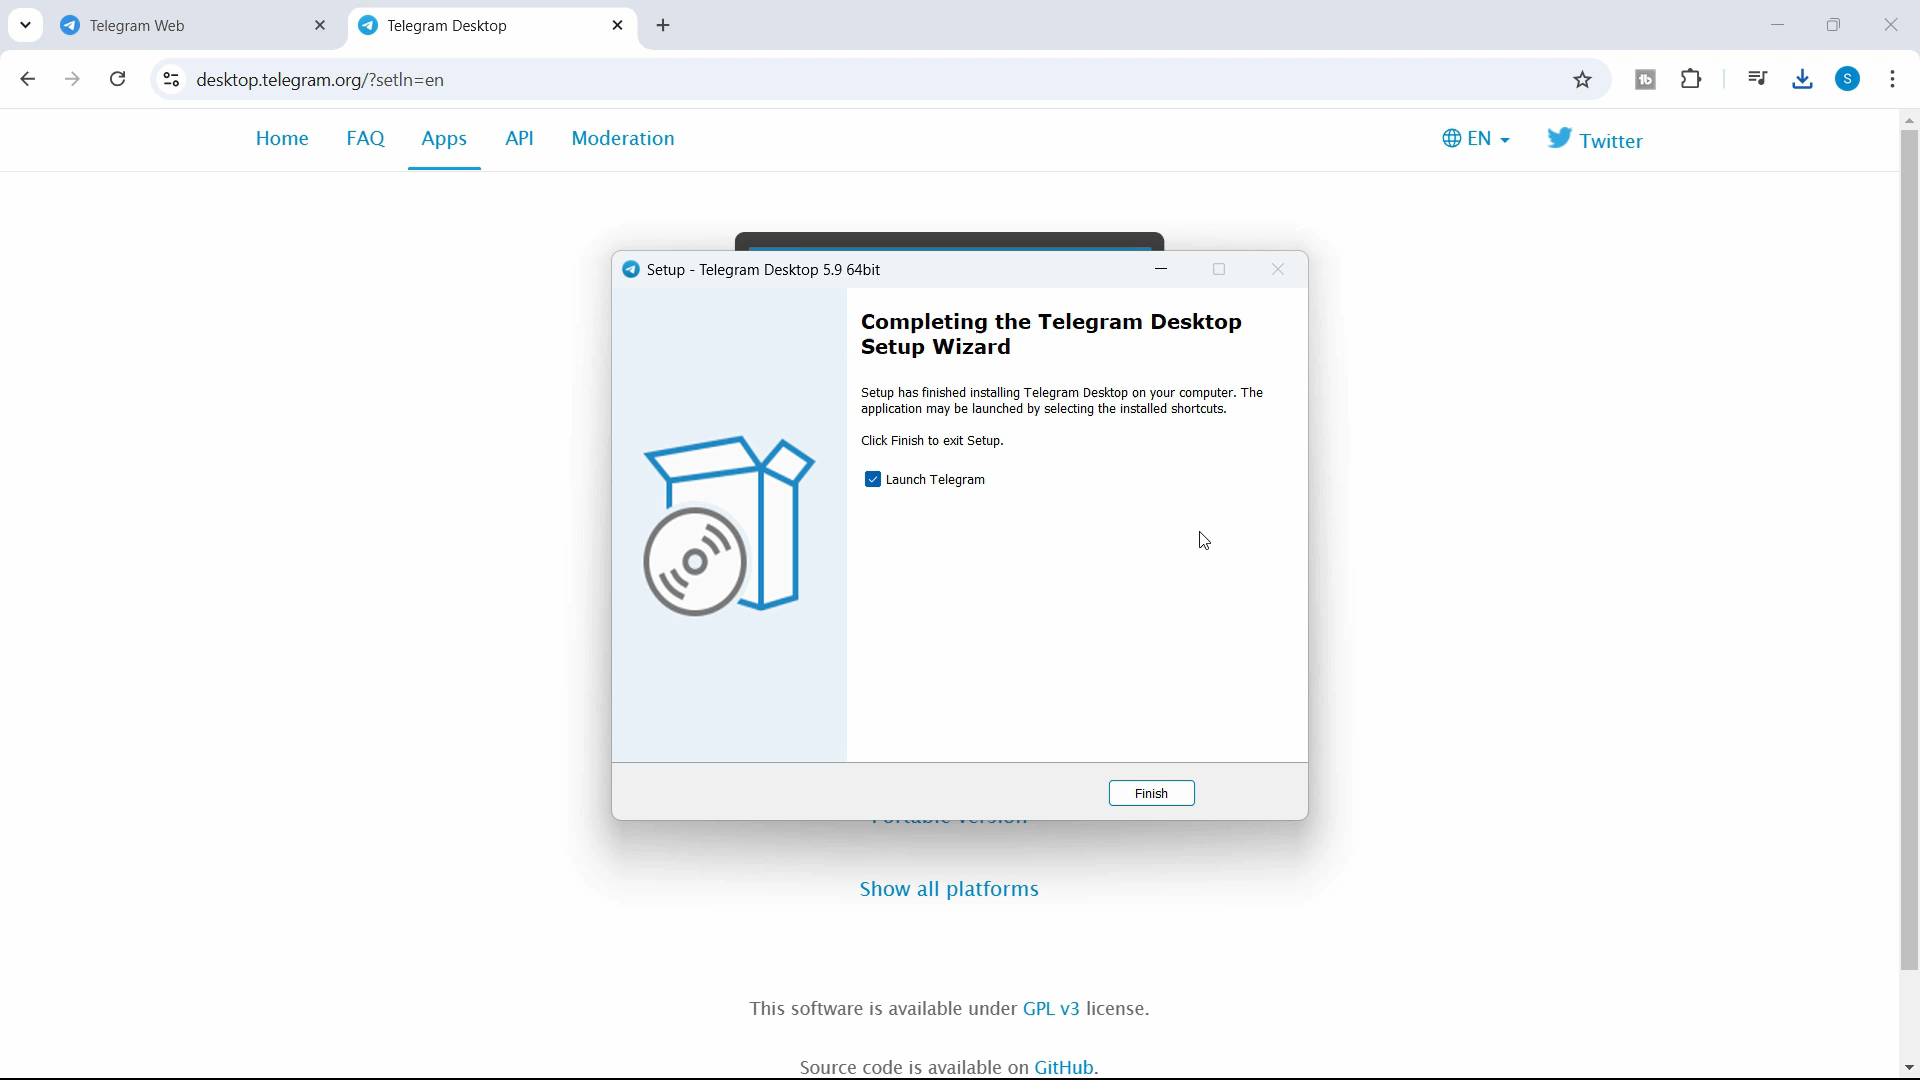 Telegram Web
Telegram Desktop
desktop.telegram.org/?setln=en
S
Home FAQ Apps API Moderation EN Twitter
Setup - Telegram Desktop 5.9 64bit
Completing the Telegram Desktop
Setup Wizard
Setup has finished installing Telegram Desktop on your computer. The
application may be launched by selecting the installed shortcuts.
Click Finish to exit Setup.
Launch Telegram
Finish
Show all platforms
This software is available under GPL v3 license.
Source code is available on GitHub.